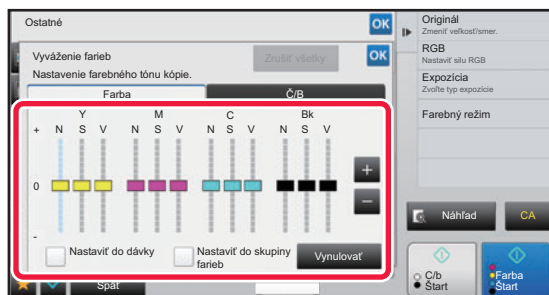 Ostatné
OK
Vyváženie farieb
Zrušiť všetky
OK
Nastavenie farebného tónu kópie.
Farba
Č/B
Y
M
C
Bk
+ N S V N S V N S V N S V
+
0
−
-
Nastaviť do dávky
Nastaviť do skupiny
farieb
Vynulovať
Späť
Originál
Zmeniť veľkosť/smer.
RGB
Nastaviť silu RGB
Expozícia
Zvoľte typ expozície
Farebný režim
Náhľad
CA
C/b
Štart
Farba
Štart